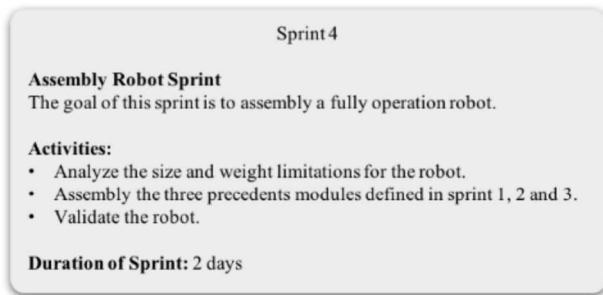 Sprint 4
Assembly Robot Sprint
The goal of this sprint is to assembly a fully operation robot.
Activities:
• Analyze the size and weight limitations for the robot.
• Assembly the three precedents modules defined in sprint 1, 2 and 3.
• Validate the robot.
Duration of Sprint: 2 days